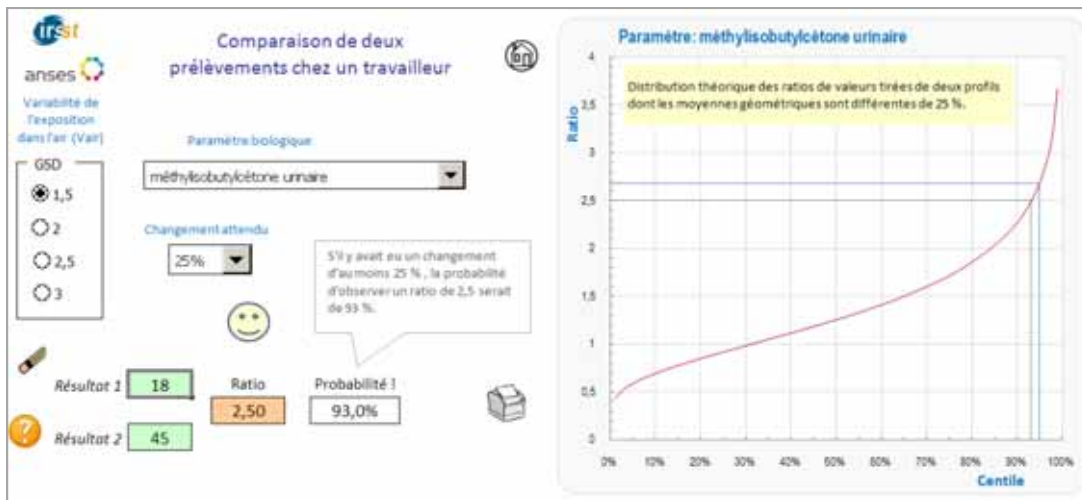 irsst
anses
Variabilité de
l'exposition
dans l'air (Vair)
GSD
1,5
2
2,5
3
Comparaison de deux
prélèvements chez un travailleur
Paramètre biologique
méthylisobutylcétone urinaire
Changement attendu
25%
S'il y avait eu un changement
d'au moins 25 % , la probabilité
d'observer un ratio de 2,5 serait
de 93 %.
Résultat 1
18
Ratio
2,50
Probabilité !
93,0%
?
Résultat 2
45
Paramètre: méthylisobutylcétone urinaire
Distribution théorique des ratios de valeurs tirées de deux profils
dont les moyennes géométriques sont différentes de 25 %.
Ratio
4
3,5
3
2,5
2
1,5
1
0,5
0
0% 10% 20% 30% 40% 50% 60% 70% 80% 90% 100%
Centile